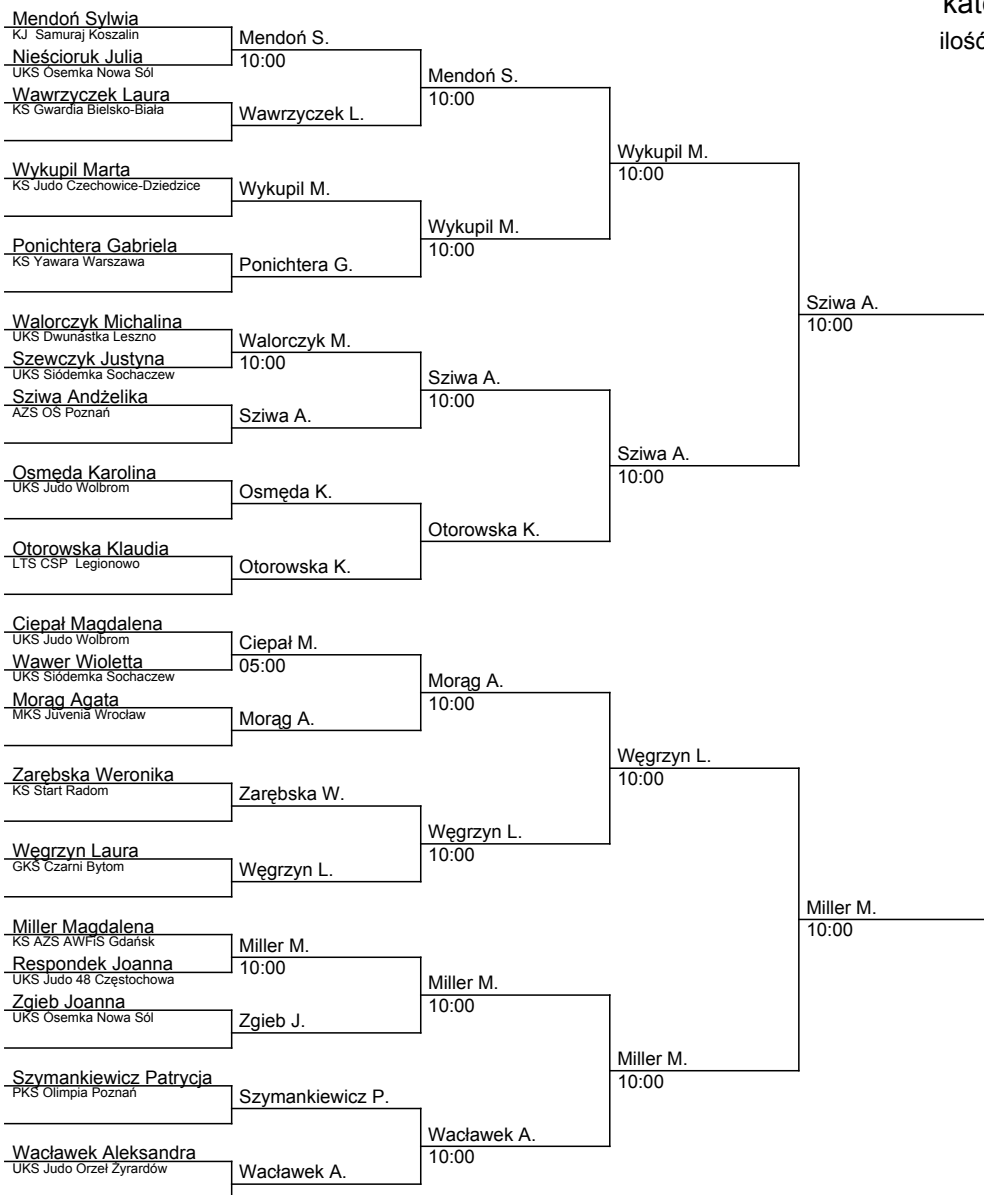 kat
ilość
Mendoń Sylwia
KJ Samuraj Koszalin
Mendoń S.
10:00
Nieścioruk Julia
UKS Ósemka Nowa Sól
Mendoń S.
10:00
Wawrzyczek Laura
KS Gwardia Bielsko-Biała
Wawrzyczek L.
Wykupil M.
10:00
Wykupil Marta
KS Judo Czechowice-Dziedzice
Wykupil M.
Wykupil M.
10:00
Ponichtera Gabriela
KS Yawara Warszawa
Ponichtera G.
Sziwa A.
10:00
Walorczyk Michalina
UKS Dwunastka Leszno
Walorczyk M.
10:00
Szewczyk Justyna
UKS Siódemka Sochaczew
Sziwa A.
10:00
Sziwa Andżelika
AZS OŚ Poznań
Sziwa A.
Sziwa A.
10:00
Osmęda Karolina
UKS Judo Wolbrom
Osmęda K.
Otorowska K.
Otorowska Klaudia
LTS CSP Legionowo
Otorowska K.
Ciepał Magdalena
UKS Judo Wolbrom
Ciepał M.
05:00
Wawer Wioletta
UKS Siódemka Sochaczew
Morąg A.
10:00
Morąg Agata
MKS Juvenia Wrocław
Morąg A.
Węgrzyn L.
10:00
Zarębska Weronika
KS Start Radom
Zarębska W.
Węgrzyn L.
10:00
Węgrzyn Laura
GKS Czarni Bytom
Węgrzyn L.
Miller M.
10:00
Miller Magdalena
KS AZS AWFiS Gdańsk
Miller M.
10:00
Respondek Joanna
UKS Judo 48 Częstochowa
Miller M.
10:00
Zgieb Joanna
UKS Ósemka Nowa Sól
Zgieb J.
Miller M.
10:00
Szymankiewicz Patrycja
PKS Olimpia Poznań
Szymankiewicz P.
Wacławek A.
10:00
Wacławek Aleksandra
UKS Judo Orzeł Żyrardów
Wacławek A.